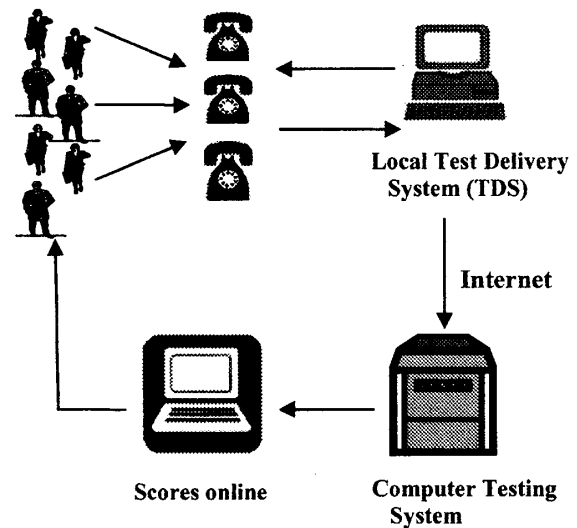 Local Test Delivery
System (TDS)
Internet
Scores online
Computer Testing
System